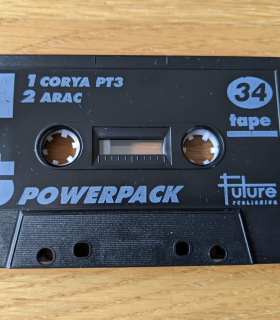 1 CORYA PT3
2 ARAC
34
tape
POWERPACK
Future
PUBLISHING